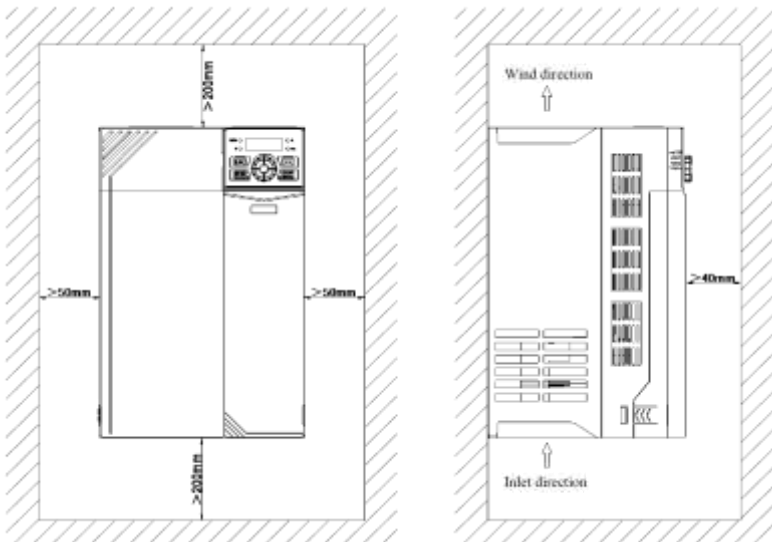 >200mm
Wind direction
>50mm
>50mm
>40mm
>200mm
Inlet direction